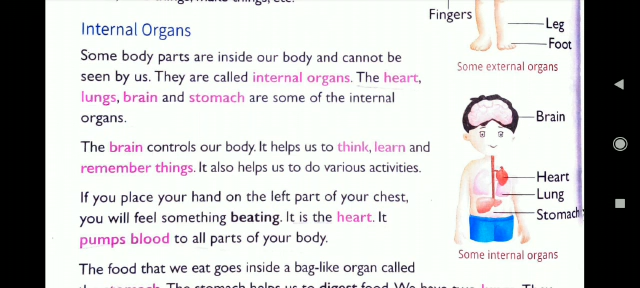 Fingers
Leg
Foot
Internal Organs
Some external organs
Some body parts are inside our body and cannot be
seen by us. They are called internal organs. The heart,
lungs, brain and stomach are some of the internal
organs.
Brain
The brain controls our body. It helps us to think, learn and
remember things. It also helps us to do various activities.
Heart
Lung
Stomach
If you place your hand on the left part of your chest,
you will feel something beating. It is the heart. It
pumps blood to all parts of your body.
Some internal organs
The food that we eat goes inside a bag-like organ called